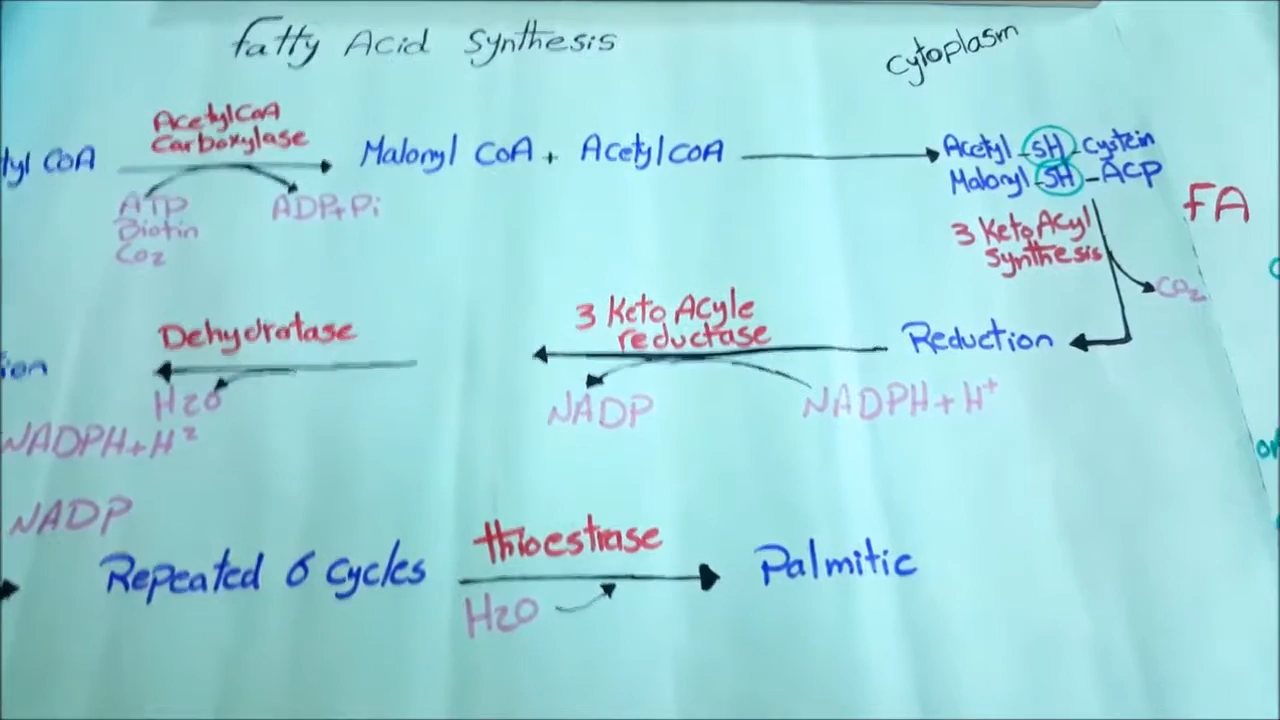 Fatty Acid Synthesis
Cytoplasm
AcetylCoA
Carboxylase
tyl CoA
Malonyl CoA + AcetylCoA
Acetyl-SH-Cystein
Malonyl-SH-ACP
ATP
Biotin
Co2
ADP+Pi
FA
3 Keto Acyl
Synthesis
CO2
Dehydrotase
3 Keto Acyle
reductase
Reduction
ion
H2O
NADP
NADPH+H+
NADPH+H2
NADP
thioestrase
Repeated 6 cycles
Palmitic
H2O